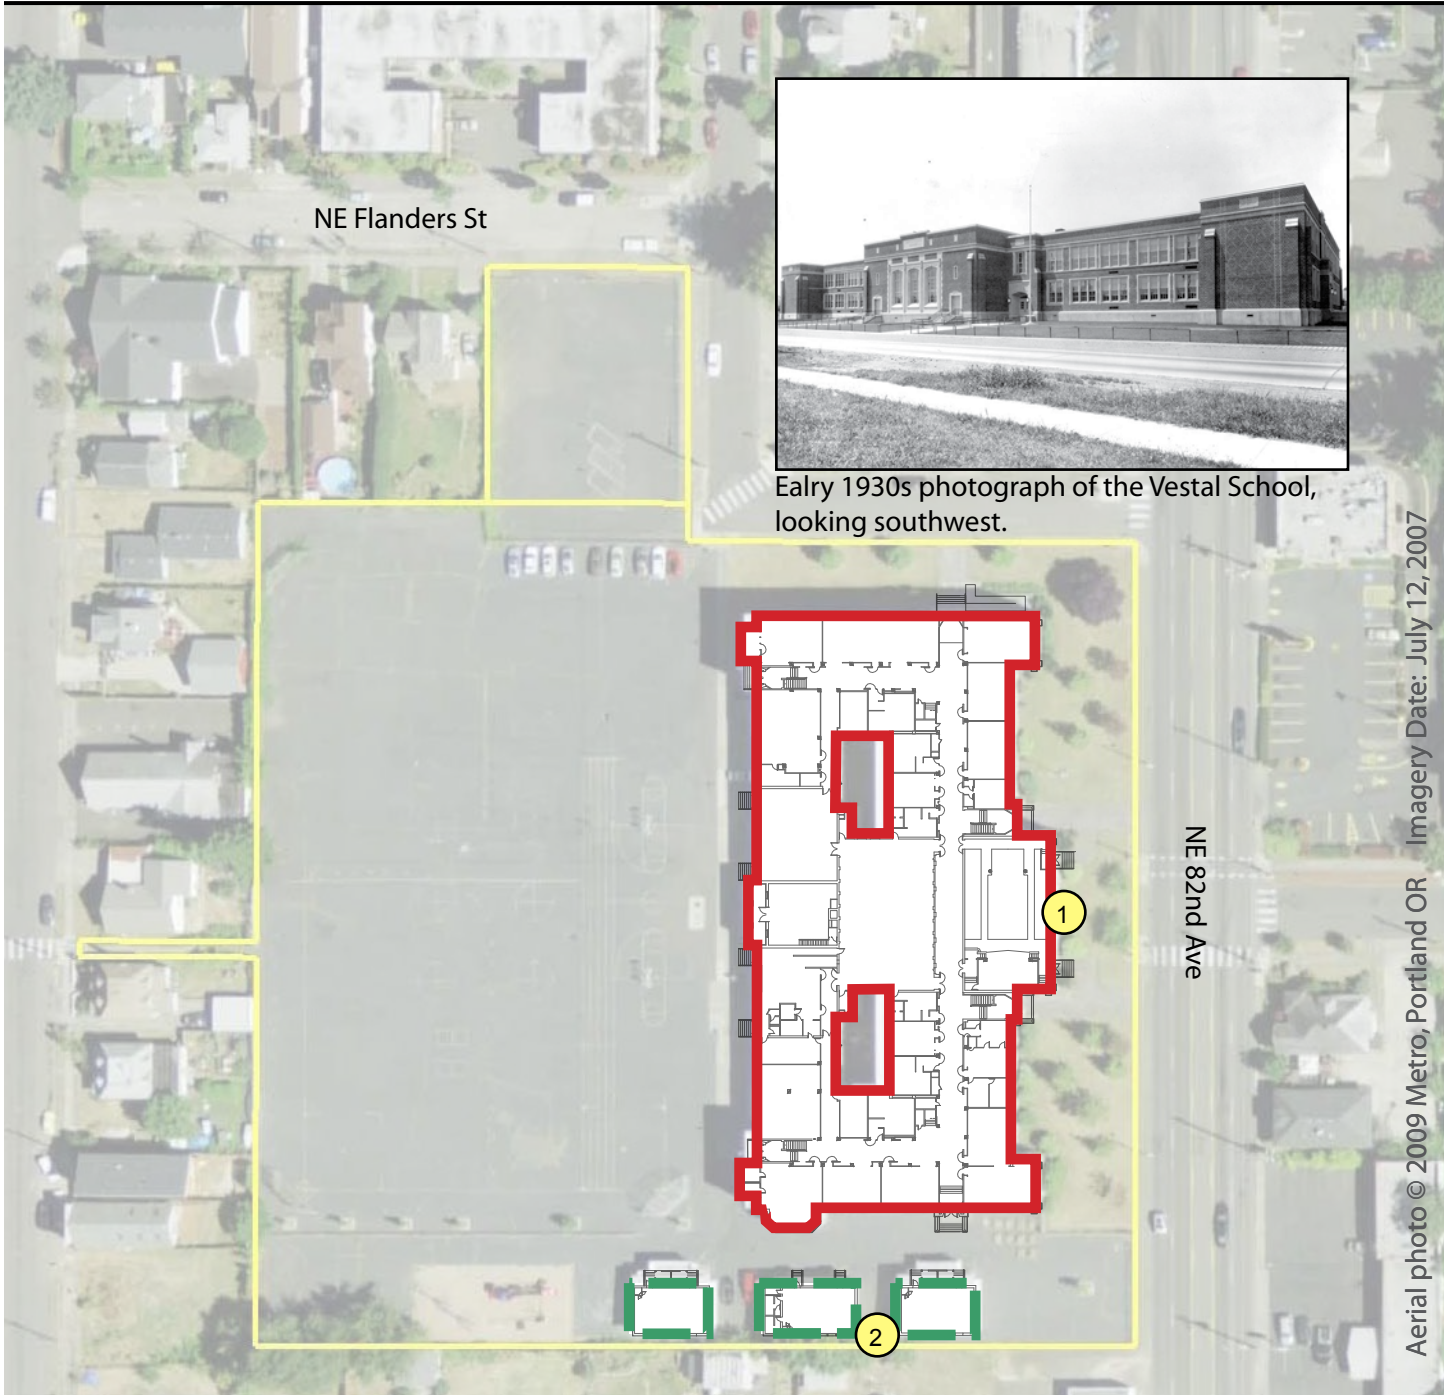 NE Flanders St
Ealry 1930s photograph of the Vestal School,
looking southwest.
NE 82nd Ave
1
2
Aerial photo © 2009 Metro, Portland OR    Imagery Date:  July 12, 2007